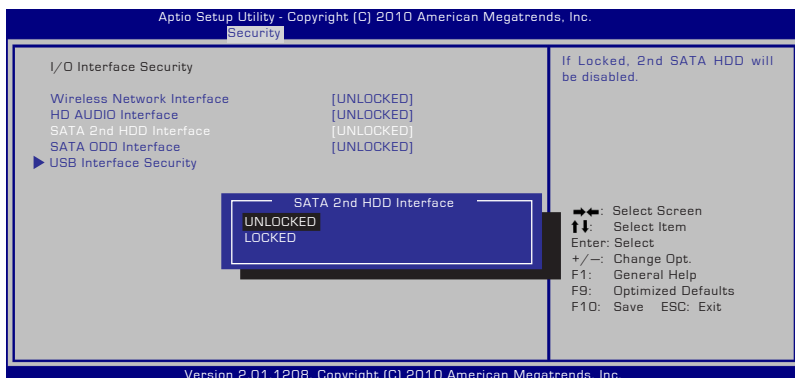 Aptio Setup Utility - Copyright (C) 2010 American Megatrends, Inc.
Security
I/O Interface Security
Wireless Network Interface [UNLOCKED]
HD AUDIO Interface [UNLOCKED]
SATA 2nd HDD Interface [UNLOCKED]
SATA ODD Interface [UNLOCKED]
USB Interface Security
SATA 2nd HDD Interface
UNLOCKED
LOCKED
If Locked, 2nd SATA HDD will
be disabled.
→←: Select Screen
↑↓: Select Item
Enter: Select
+/—: Change Opt.
F1: General Help
F9: Optimized Defaults
F10: Save ESC: Exit
Version 2.01.1208. Copyright (C) 2010 American Megatrends, Inc.